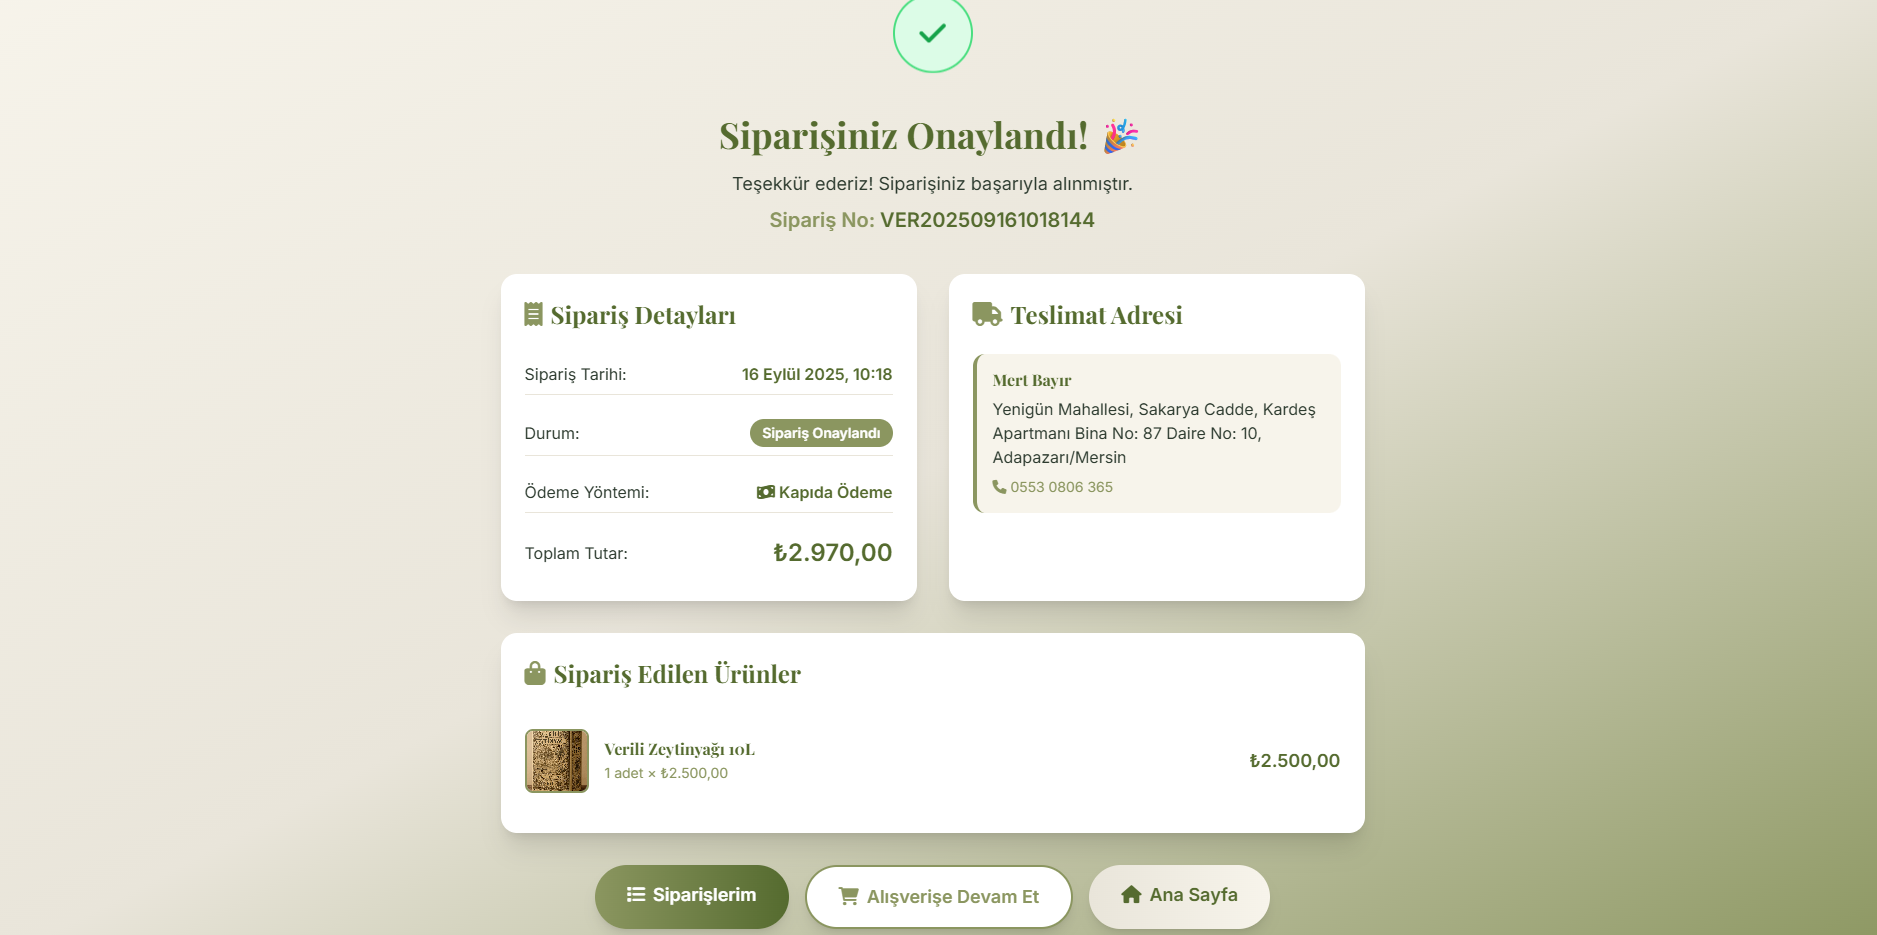 Siparişiniz Onaylandı! 🎉
Teşekkür ederiz! Siparişiniz başarıyla alınmıştır.
Sipariş No: VER202509161018144
Sipariş Detayları
Sipariş Tarihi: 16 Eylül 2025, 10:18
Durum: Sipariş Onaylandı
Ödeme Yöntemi: Kapıda Ödeme
Toplam Tutar: ₺2.970,00
Teslimat Adresi
Mert Bayır
Yenigün Mahallesi, Sakarya Cadde, Kardeş
Apartmanı Bina No: 87 Daire No: 10,
Adapazarı/Mersin
0553 0806 365
Sipariş Edilen Ürünler
Verili Zeytinyağı 10L
1 adet × ₺2.500,00
₺2.500,00
Siparişlerim
Alışverişe Devam Et
Ana Sayfa